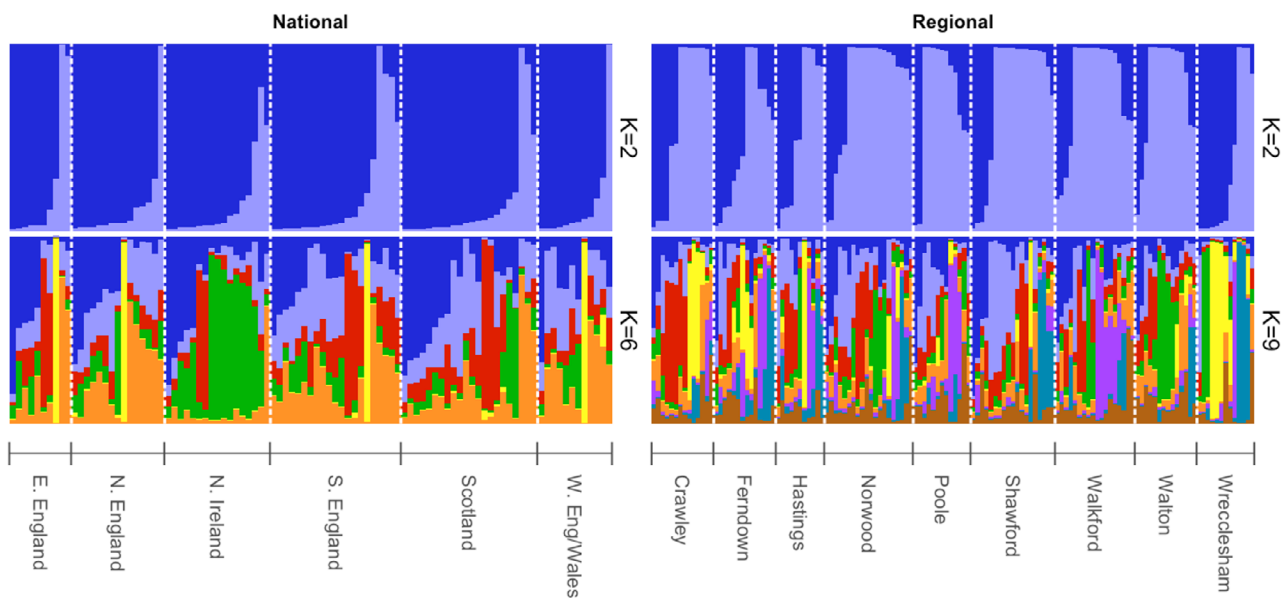 National
Regional
K=2
K=2
K=6
K=9
E. England
N. England
N. Ireland
S. England
Scotland
W. Eng/Wales
Crawley
Ferndown
Hastings
Norwood
Poole
Shawford
Walkford
Walton
Wrecclesham